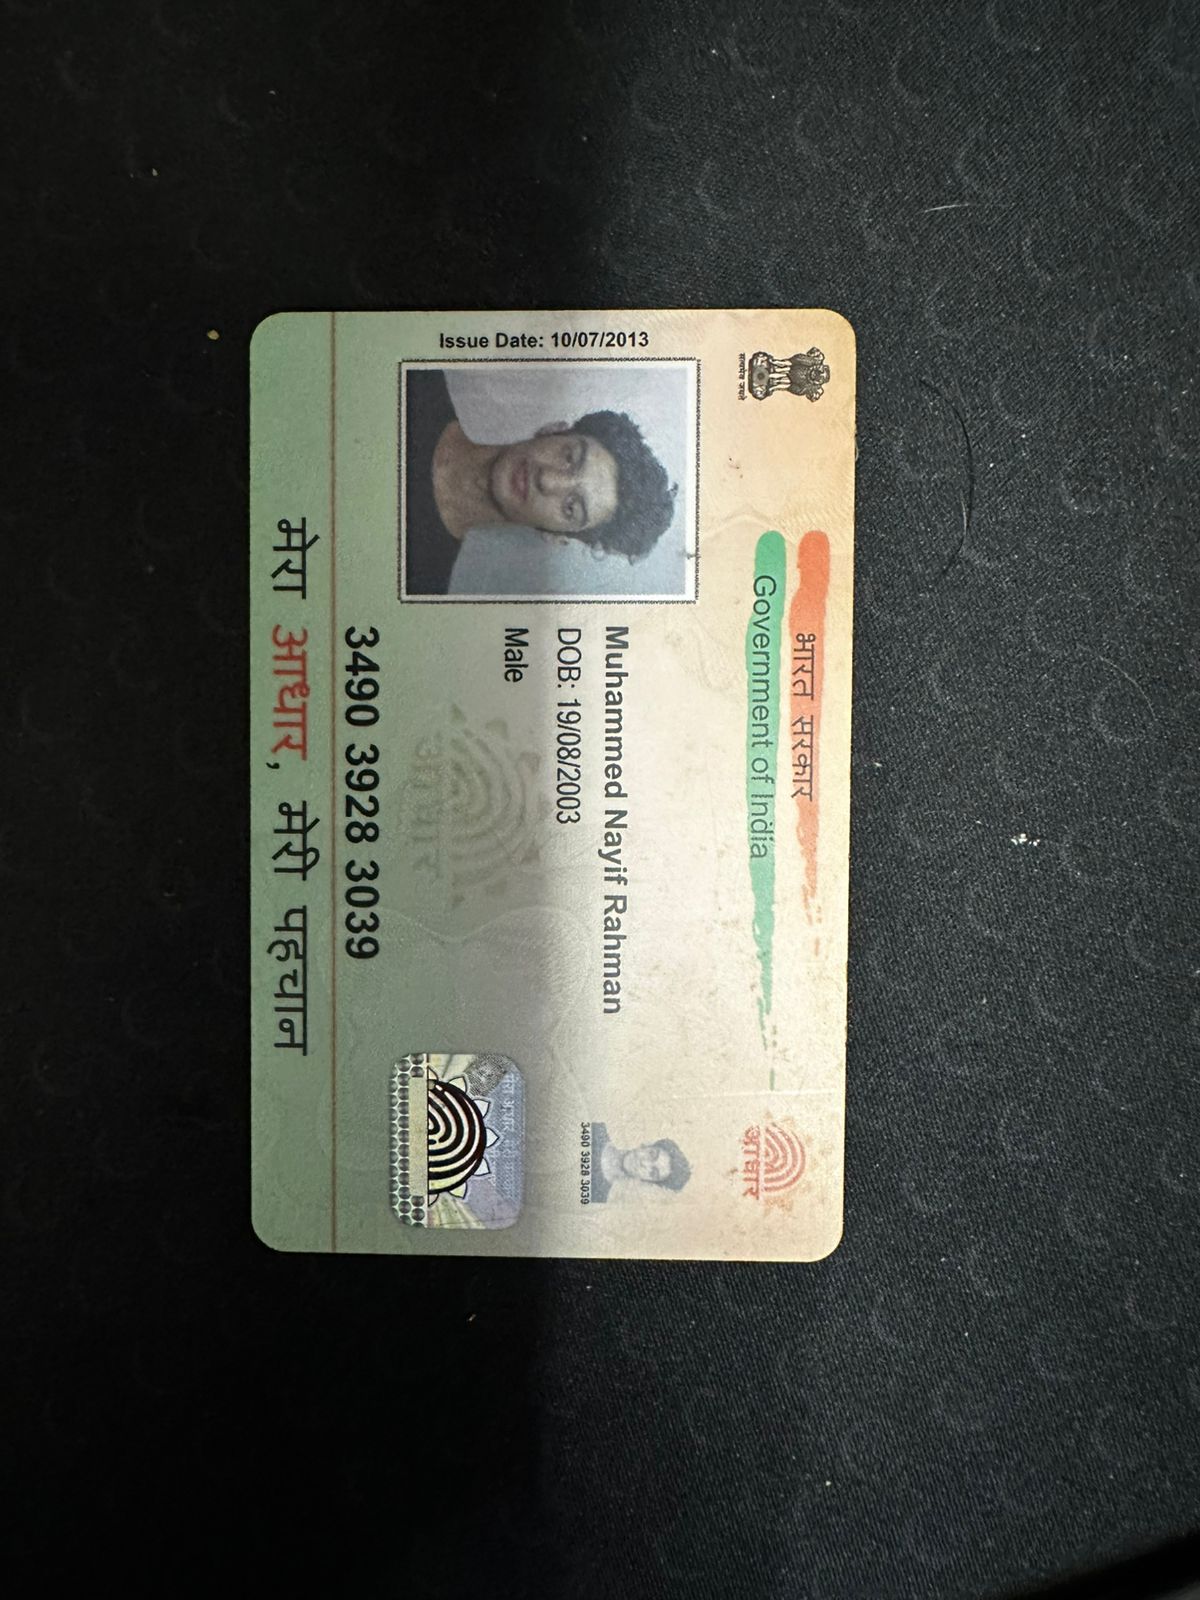 भारत सरकार
Government of India
सत्यमेव जयते
आधार
Issue Date: 10/07/2013
Muhammed Nayif Rahman
DOB: 19/08/2003
Male
3490 3928 3039
आधार
3490 3928 3039
मेरा आधार, मेरी पहचान